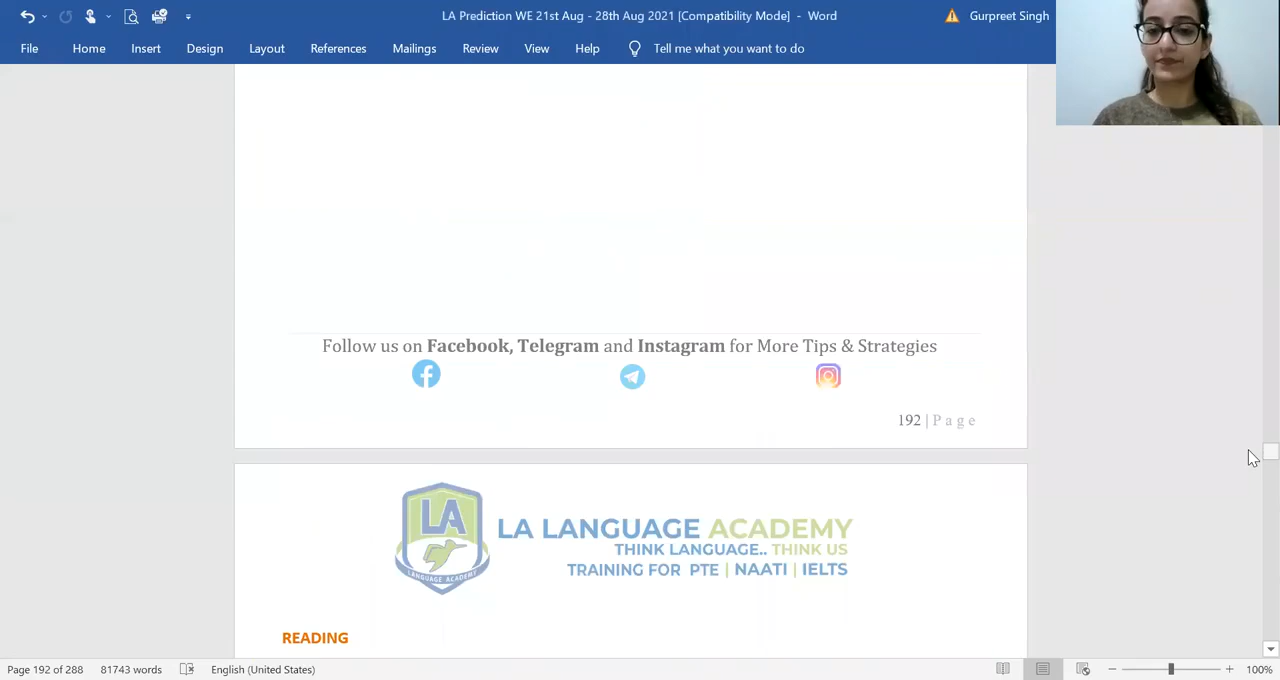 LA Prediction WE 21st Aug - 28th Aug 2021 [Compatibility Mode] - Word
Gurpreet Singh
File Home Insert Design Layout References Mailings Review View Help Tell me what you want to do
Follow us on Facebook, Telegram and Instagram for More Tips & Strategies
192 | P a g e
LA
LANGUAGE ACADEMY
LA LANGUAGE ACADEMY
THINK LANGUAGE.. THINK US
TRAINING FOR PTE | NAATI | IELTS
READING
Page 192 of 288 81743 words English (United States) 100%